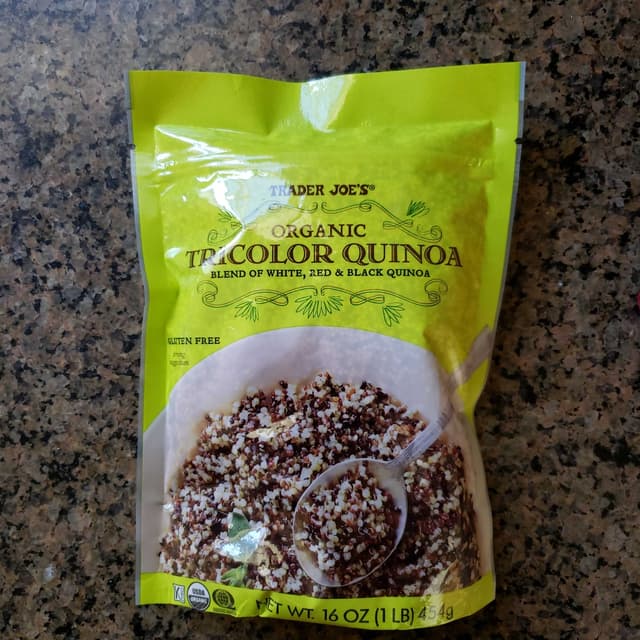 TRADER JOE'S®
ORGANIC
TRICOLOR QUINOA
BLEND OF WHITE, RED & BLACK QUINOA
GLUTEN FREE
K
USDA
NET WT. 16 OZ (1 LB) 454g